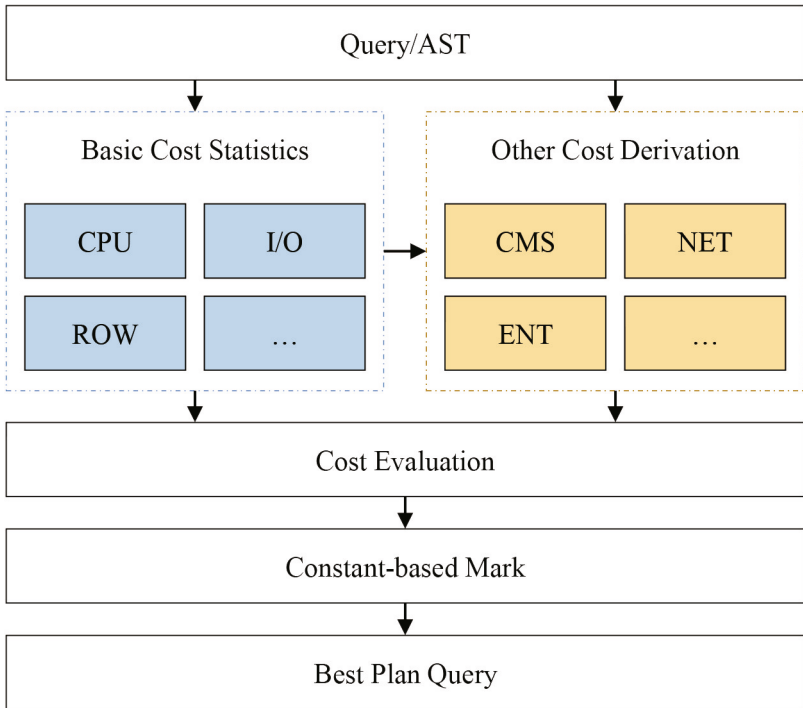 Query/AST
Basic Cost Statistics
CPU
I/O
ROW
…
Other Cost Derivation
CMS
NET
ENT
…
Cost Evaluation
Constant-based Mark
Best Plan Query